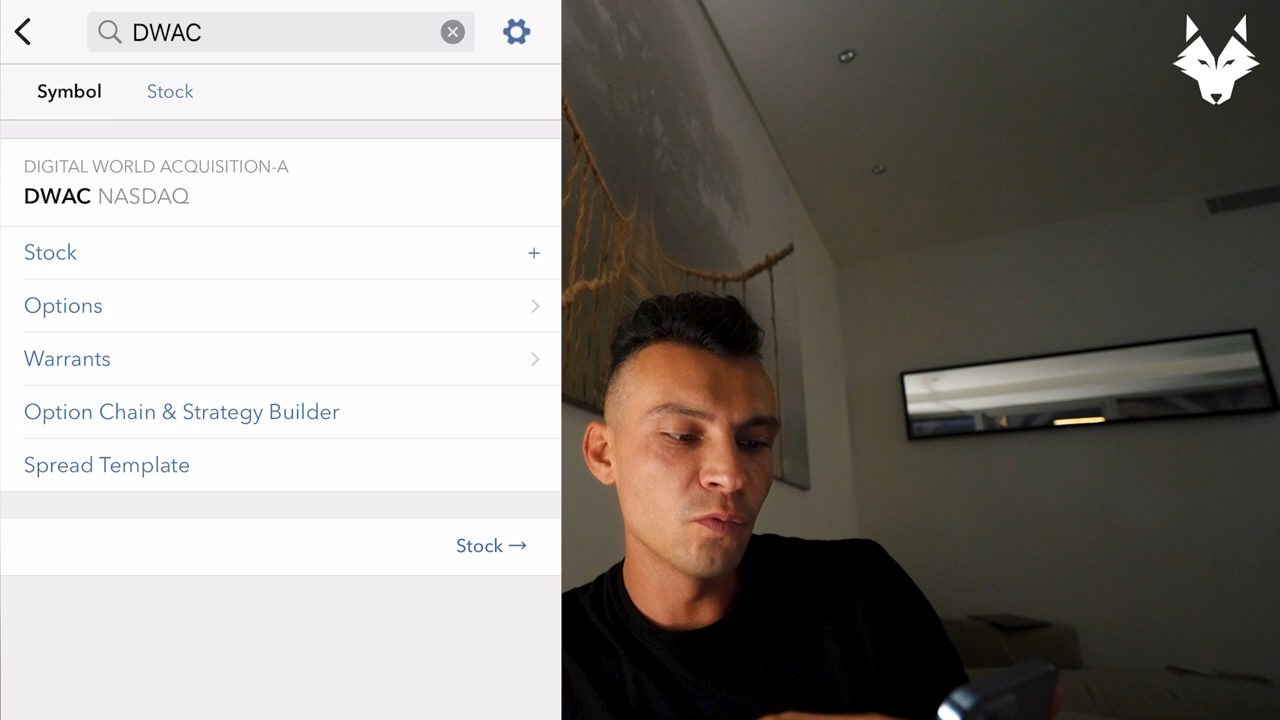 DWAC
Symbol Stock
DIGITAL WORLD ACQUISITION-A
DWAC NASDAQ
Stock +
Options
Warrants
Option Chain & Strategy Builder
Spread Template
Stock →